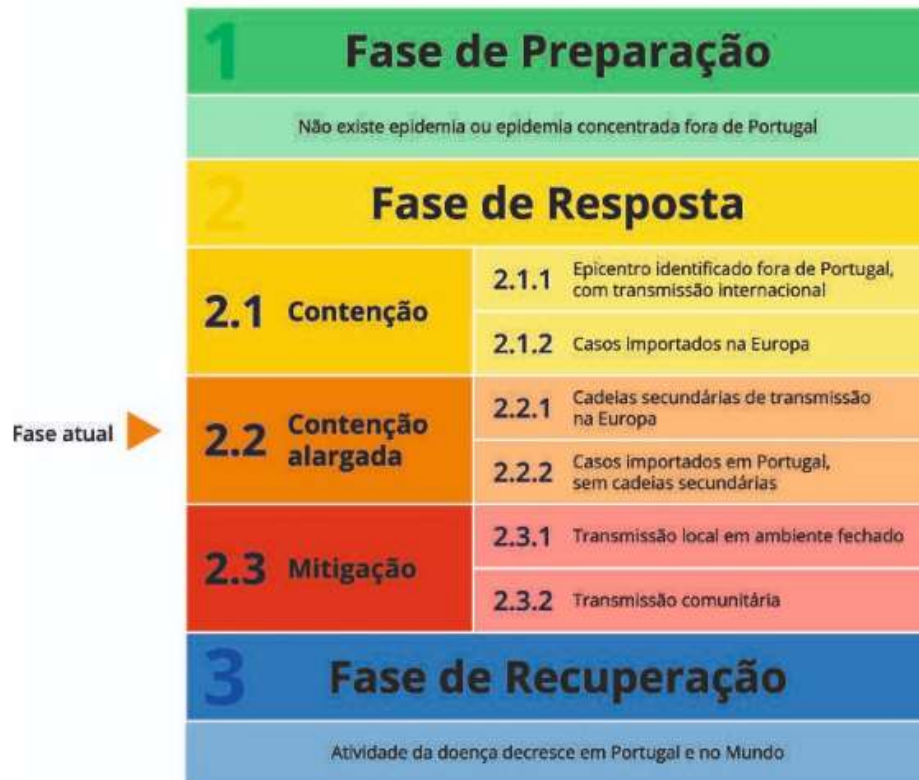 1 Fase de Preparação
Não existe epidemia ou epidemia concentrada fora de Portugal
2 Fase de Resposta
2.1 Contenção
2.1.1 Epicentro identificado fora de Portugal,
com transmissão internacional
2.1.2 Casos importados na Europa
Fase atual
2.2 Contenção
alargada
2.2.1 Cadeias secundárias de transmissão
na Europa
2.2.2 Casos importados em Portugal,
sem cadeias secundárias
2.3 Mitigação
2.3.1 Transmissão local em ambiente fechado
2.3.2 Transmissão comunitária
3 Fase de Recuperação
Atividade da doença decresce em Portugal e no Mundo